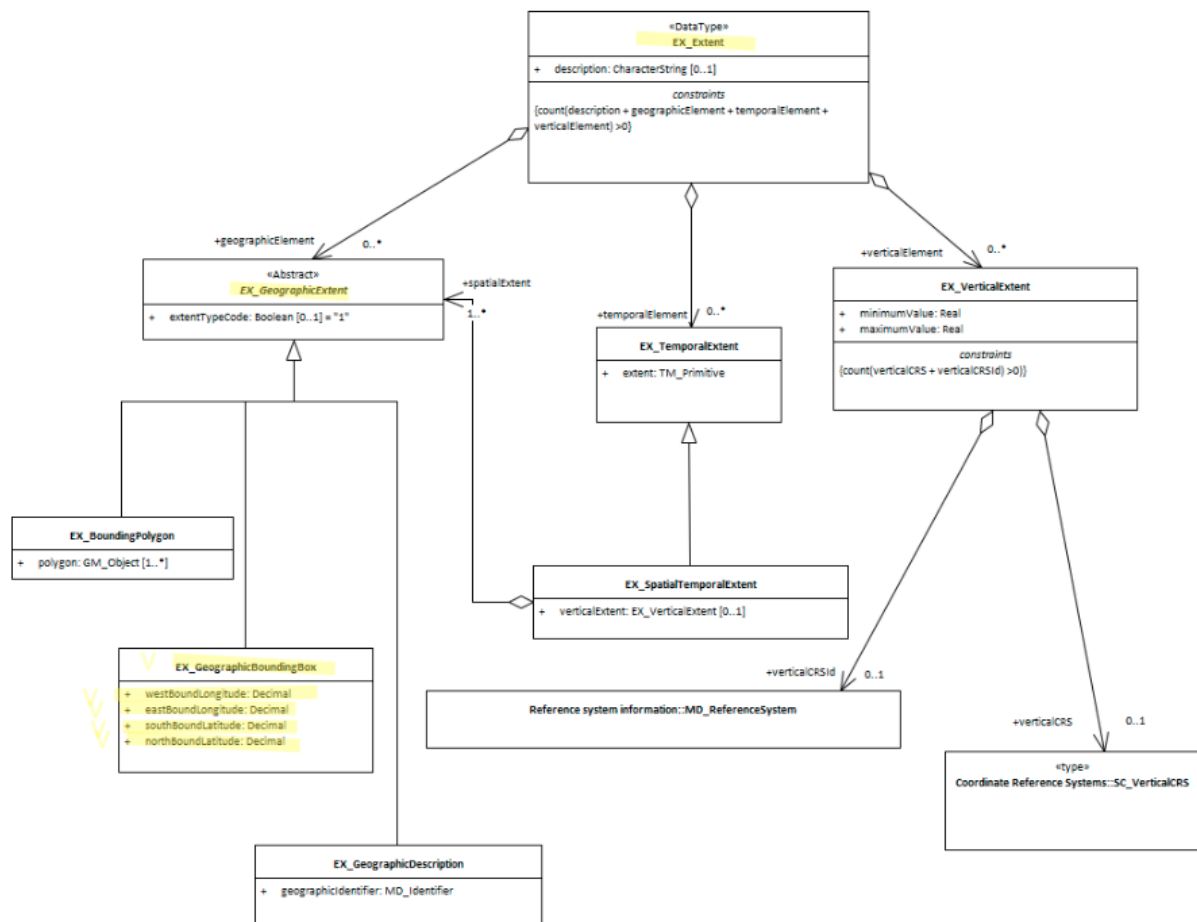 «DataType»
EX_Extent
+ description: CharacterString [0..1]
constraints
{count(description + geographicElement + temporalElement +
verticalElement) >0}
+geographicElement
0..*
«Abstract»
EX_GeographicExtent
+ extentTypeCode: Boolean [0..1] = "1"
+spatialExtent
1..*
+temporalElement
0..*
EX_TemporalExtent
+ extent: TM_Primitive
+verticalElement
0..*
EX_VerticalExtent
+ minimumValue: Real
+ maximumValue: Real
constraints
{count(verticalCRS + verticalCRSId) >0)}
EX_BoundingPolygon
+ polygon: GM_Object [1..*]
EX_SpatialTemporalExtent
+ verticalExtent: EX_VerticalExtent [0..1]
EX_GeographicBoundingBox
+ westBoundLongitude: Decimal
+ eastBoundLongitude: Decimal
+ southBoundLatitude: Decimal
+ northBoundLatitude: Decimal
+verticalCRSId
0..1
Reference system information::MD_ReferenceSystem
+verticalCRS
0..1
«type»
Coordinate Reference Systems::SC_VerticalCRS
EX_GeographicDescription
+ geographicIdentifier: MD_Identifier